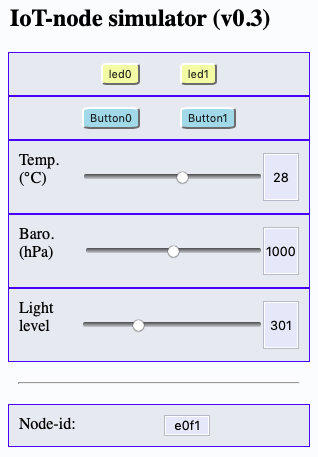 IoT-node simulator (v0.3)
led0 led1
Button0 Button1
Temp.
(°C)
28
Baro.
(hPa)
1000
Light
level
301
Node-id: e0f1